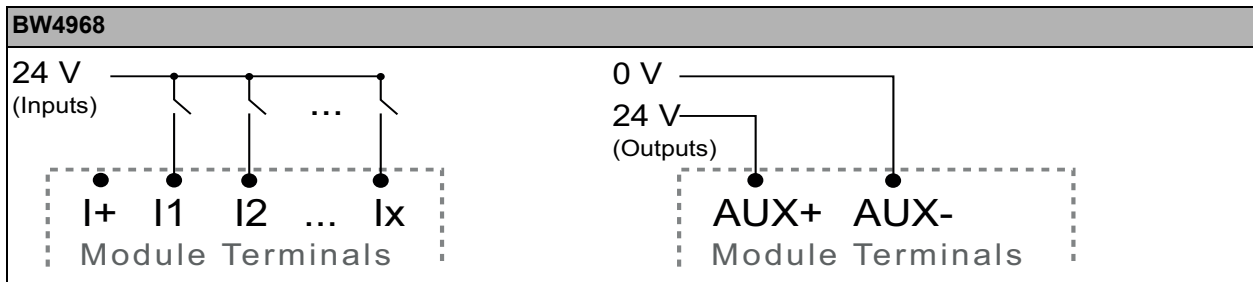 BW4968
24 V
(Inputs)
...
I+ I1 I2 ... Ix
Module Terminals
0 V
24 V
(Outputs)
AUX+ AUX-
Module Terminals